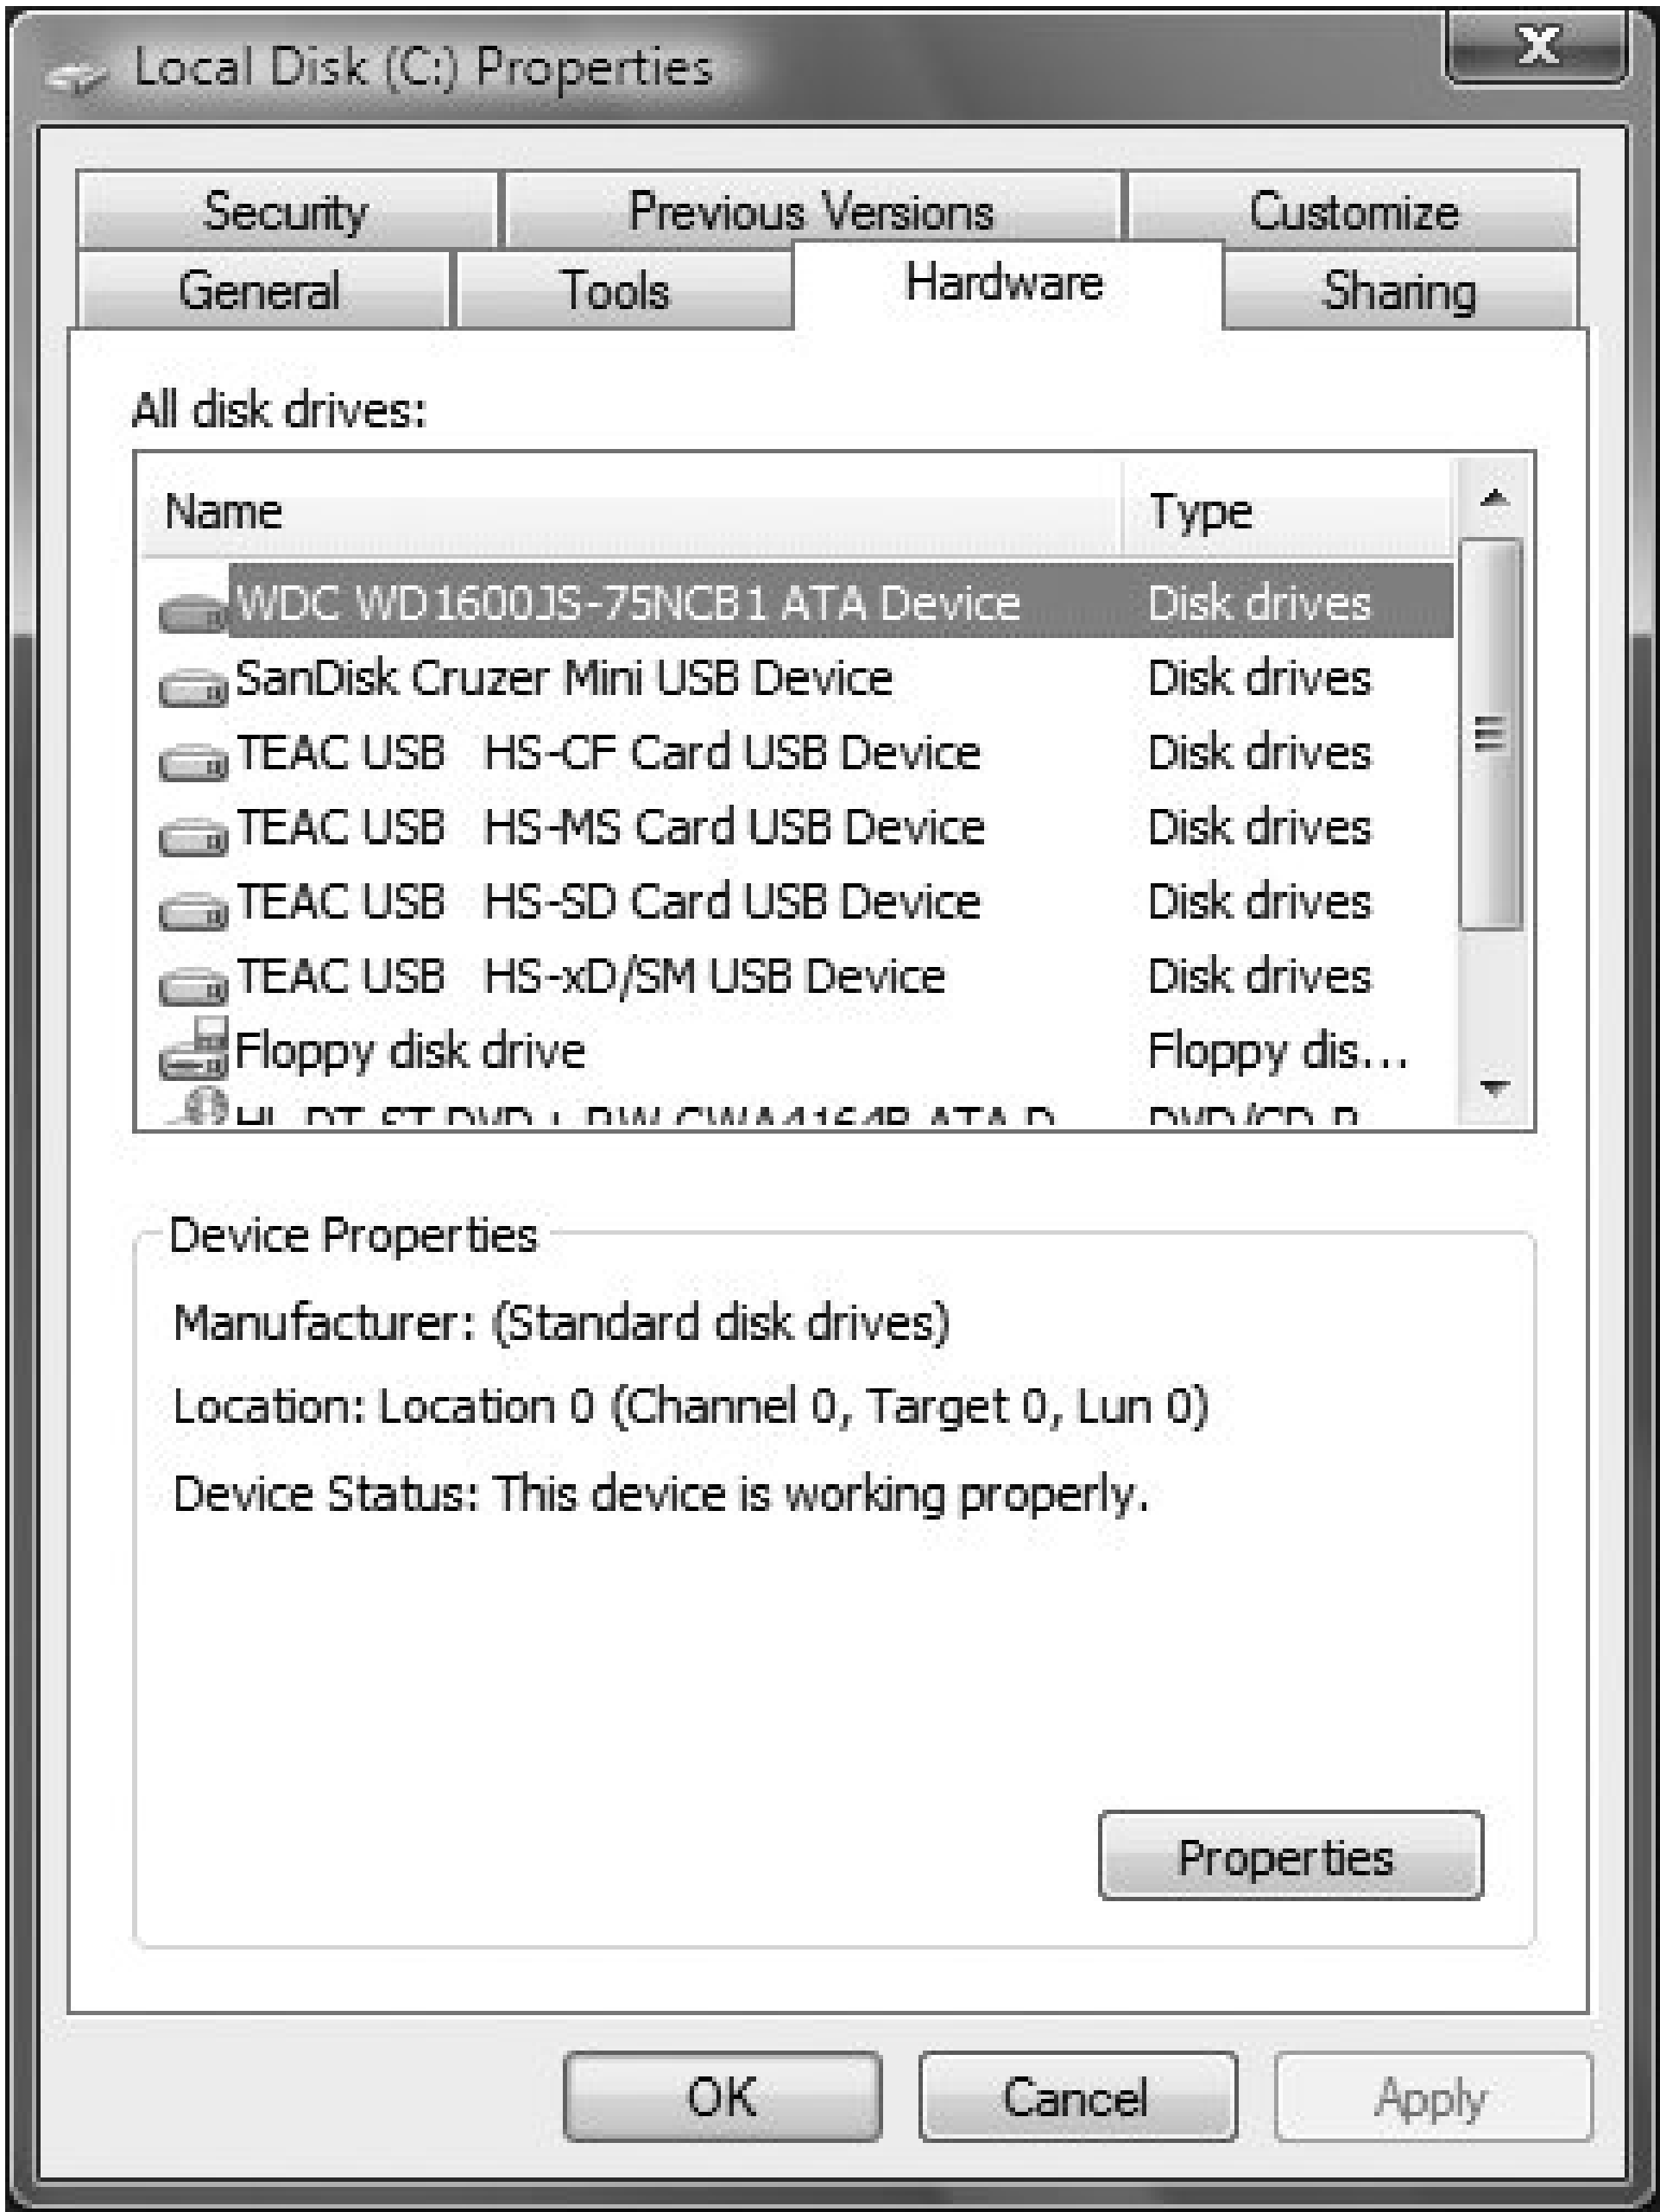 Local Disk (C:) Properties
Security Previous Versions Customize
General Tools Hardware Sharing
All disk drives:
Name Type
WDC WD1600JS-75NCB1 ATA Device Disk drives
SanDisk Cruzer Mini USB Device Disk drives
TEAC USB HS-CF Card USB Device Disk drives
TEAC USB HS-MS Card USB Device Disk drives
TEAC USB HS-SD Card USB Device Disk drives
TEAC USB HS-xD/SM USB Device Disk drives
Floppy disk drive Floppy dis...
Device Properties
Manufacturer: (Standard disk drives)
Location: Location 0 (Channel 0, Target 0, Lun 0)
Device Status: This device is working properly.
Properties
OK Cancel Apply